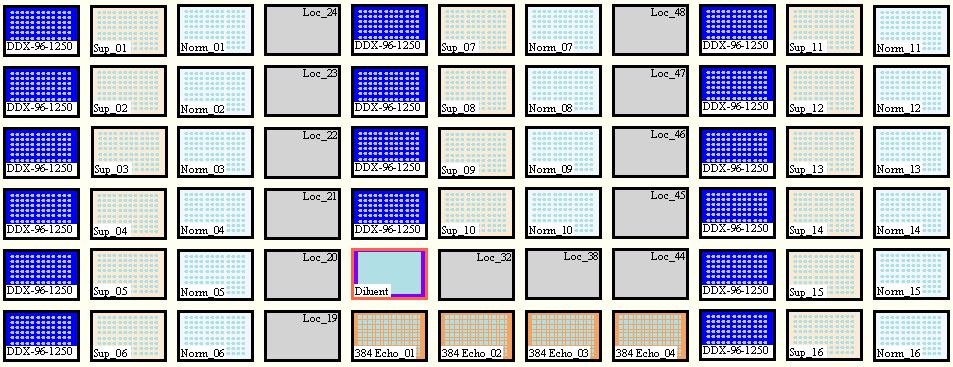 DDX-96-1250 Sup_01 Norm_01 Loc_24 DDX-96-1250 Sup_07 Norm_07 Loc_48 DDX-96-1250 Sup_11 Norm_11
DDX-96-1250 Sup_02 Norm_02 Loc_23 DDX-96-1250 Sup_08 Norm_08 Loc_47 DDX-96-1250 Sup_12 Norm_12
DDX-96-1250 Sup_03 Norm_03 Loc_22 DDX-96-1250 Sup_09 Norm_09 Loc_46 DDX-96-1250 Sup_13 Norm_13
DDX-96-1250 Sup_04 Norm_04 Loc_21 DDX-96-1250 Sup_10 Norm_10 Loc_45 DDX-96-1250 Sup_14 Norm_14
DDX-96-1250 Sup_05 Norm_05 Loc_20 Diluent Loc_32 Loc_38 Loc_44 DDX-96-1250 Sup_15 Norm_15
DDX-96-1250 Sup_06 Norm_06 Loc_19 384 Echo_01 384 Echo_02 384 Echo_03 384 Echo_04 DDX-96-1250 Sup_16 Norm_16